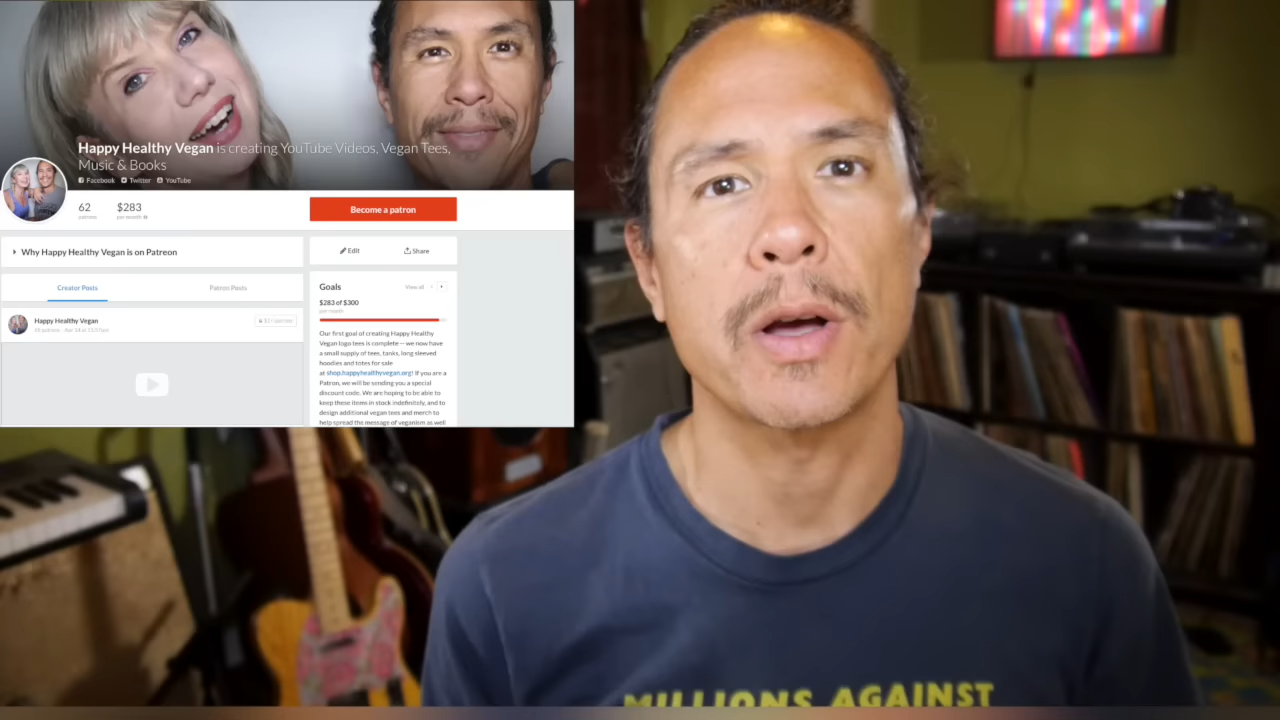 Happy Healthy Vegan is creating YouTube Videos, Vegan Tees,
Music & Books
Facebook Twitter YouTube
62
patrons
$283
per month
Become a patron
Why Happy Healthy Vegan is on Patreon
Edit
Share
Creator Posts
Patron Posts
Happy Healthy Vegan
Goals
View all
$283 of $300
per month
Our first goal of creating Happy Healthy
Vegan logo tees is complete -- we now have
a small supply of tees, tanks, long sleeved
hoodies and totes for sale
at shop.happyhealthyvegan.org! If you are a
Patron, we will be sending you a special
discount code. We are hoping to be able to
keep these items in stock indefinitely, and to
design additional vegan tees and merch to
help spread the message of veganism as well
MILLIONS AGAINST